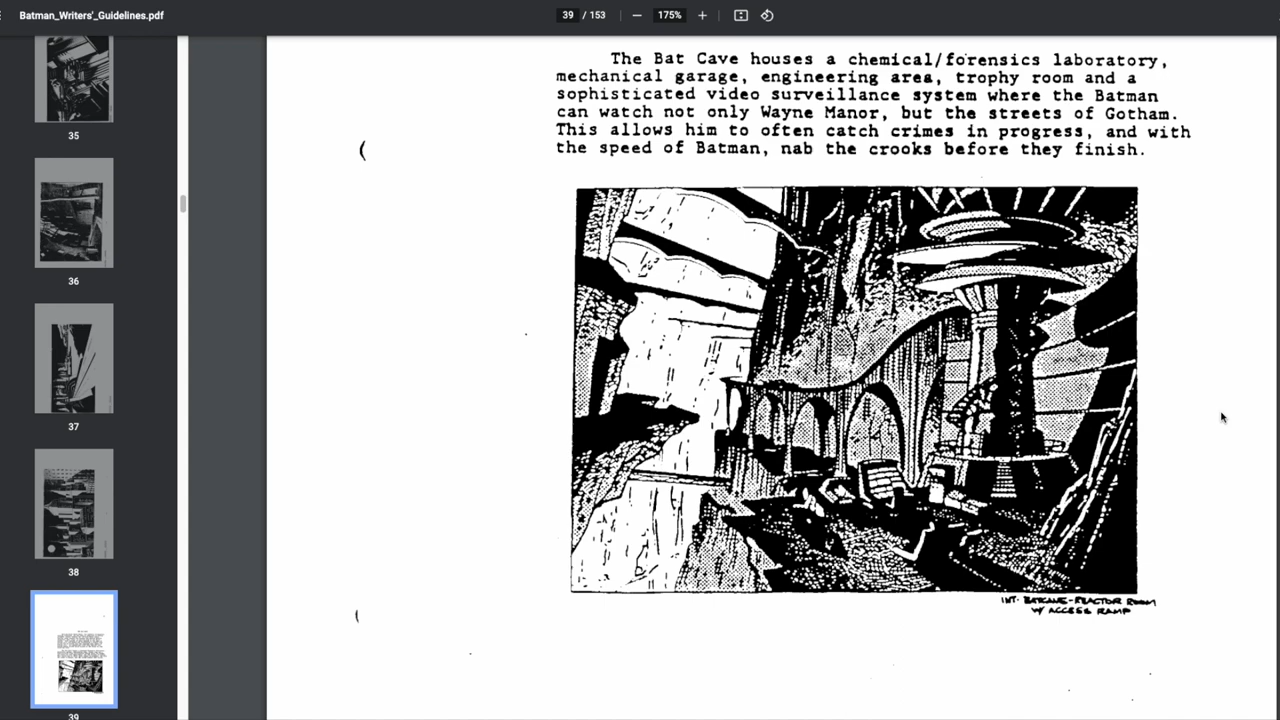 Batman_Writers'_Guidelines.pdf
39 / 153
175%
35
36
37
38
39
The Bat Cave houses a chemical/forensics laboratory,
mechanical garage, engineering area, trophy room and a
sophisticated video surveillance system where the Batman
can watch not only Wayne Manor, but the streets of Gotham.
This allows him to often catch crimes in progress, and with
the speed of Batman, nab the crooks before they finish.
INT. BATCAVE-REACTOR ROOM
W/ ACCESS RAMP